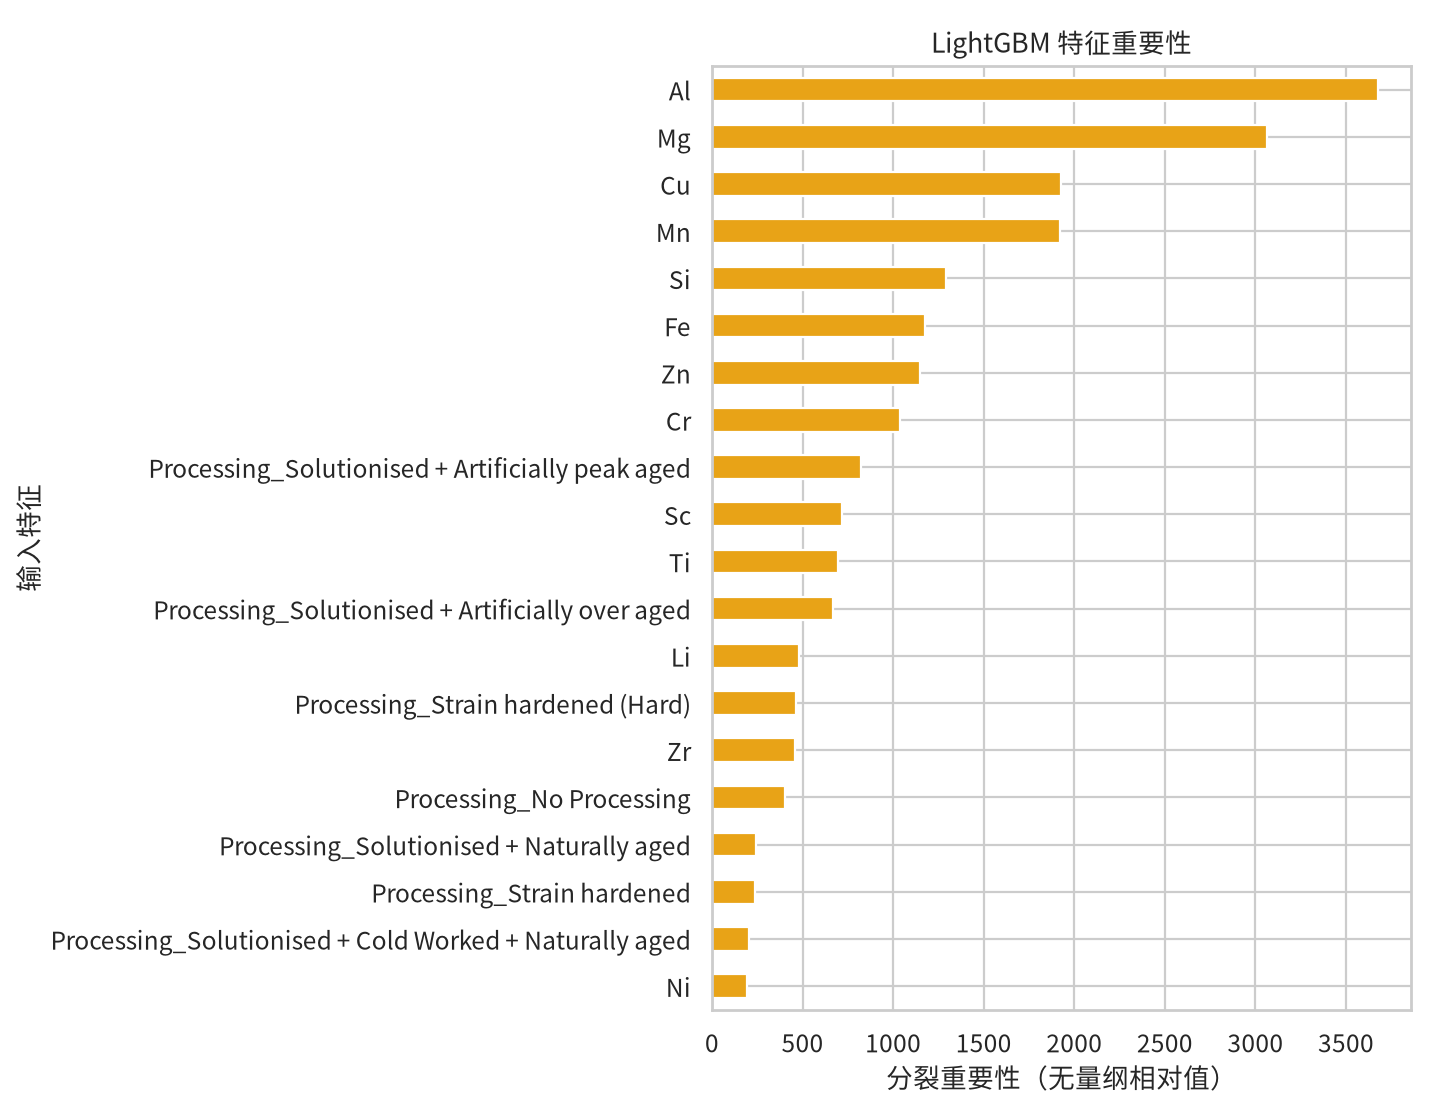 LightGBM 特征重要性
输入特征
Al
Mg
Cu
Mn
Si
Fe
Zn
Cr
Processing_Solutionised + Artificially peak aged
Sc
Ti
Processing_Solutionised + Artificially over aged
Li
Processing_Strain hardened (Hard)
Zr
Processing_No Processing
Processing_Solutionised + Naturally aged
Processing_Strain hardened
Processing_Solutionised + Cold Worked + Naturally aged
Ni
0 500 1000 1500 2000 2500 3000 3500
分裂重要性（无量纲相对值）